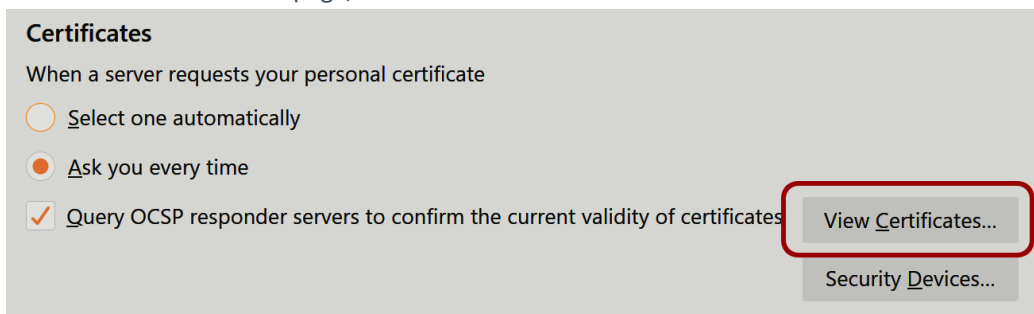 Certificates
When a server requests your personal certificate
Select one automatically
Ask you every time
Query OCSP responder servers to confirm the current validity of certificates
View Certificates...
Security Devices...